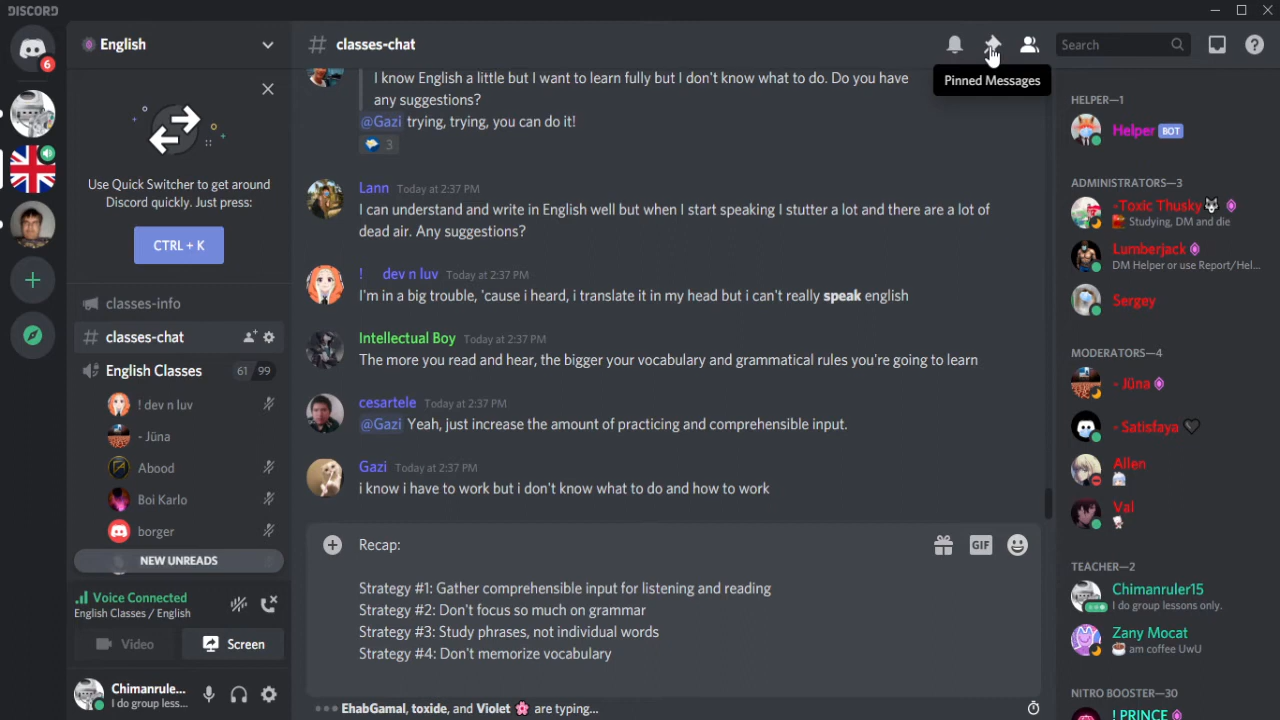 DISCORD
6
English
Use Quick Switcher to get around
Discord quickly. Just press:
CTRL + K
classes-info
# classes-chat
English Classes 61 99
! dev n luv
- Jüna
Abood
Boi Karlo
borger
NEW UNREADS
Voice Connected
English Classes / English
Video
Screen
Chimanruler...
I do group less...
# classes-chat
Search
Pinned Messages
I know English a little but I want to learn fully but I don't know what to do. Do you have
any suggestions?
@Gazi trying, trying, you can do it!
3
Lann Today at 2:37 PM
I can understand and write in English well but when I start speaking I stutter a lot and there are a lot of
dead air. Any suggestions?
! dev n luv Today at 2:37 PM
I'm in a big trouble, 'cause i heard, i translate it in my head but i can't really speak english
Intellectual Boy Today at 2:37 PM
The more you read and hear, the bigger your vocabulary and grammatical rules you're going to learn
cesartele Today at 2:37 PM
@Gazi Yeah, just increase the amount of practicing and comprehensible input.
Gazi Today at 2:37 PM
i know i have to work but i don't know what to do and how to work
Recap:
GIF
Strategy #1: Gather comprehensible input for listening and reading
Strategy #2: Don't focus so much on grammar
Strategy #3: Study phrases, not individual words
Strategy #4: Don't memorize vocabulary
EhabGamal, toxide, and Violet 🌸 are typing...
HELPER—1
Helper BOT
ADMINISTRATORS—3
Toxic Thusky
Studying, DM and die
Lumberjack
DM Helper or use Report/Hel...
Sergey
MODERATORS—4
Jüna
Satisfaya 🖤
Allen
Val
TEACHER—2
Chimanruler15
I do group lessons only.
Zany Mocat
am coffee UwU
NITRO BOOSTER—30
! PRINCE